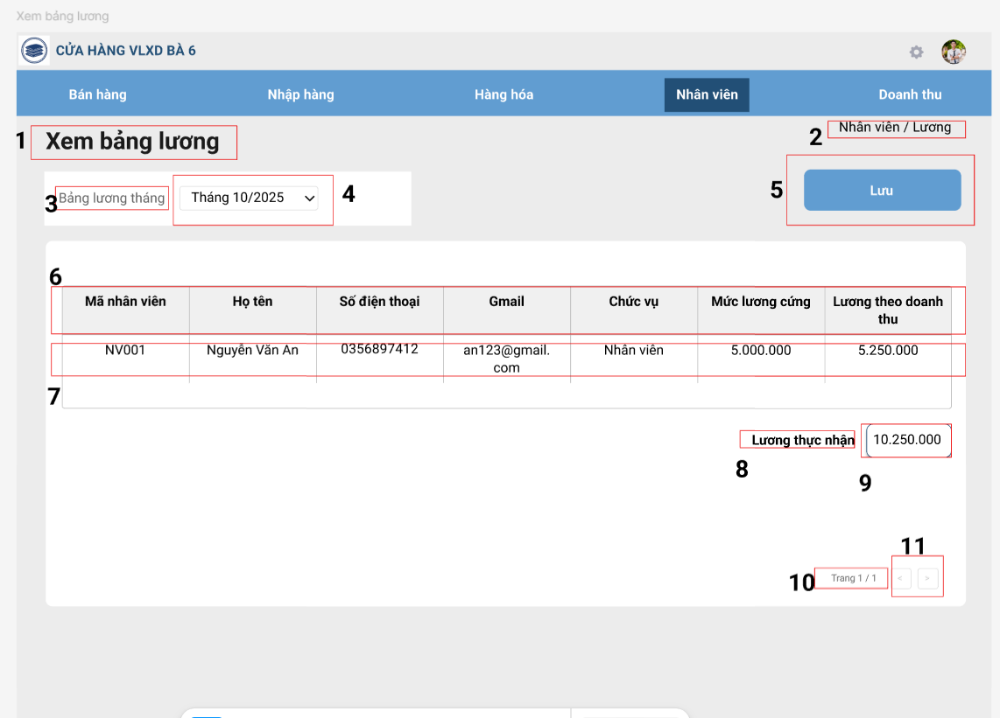 Xem bảng lương
CỬA HÀNG VLXD BÀ 6
Bán hàng
Nhập hàng
Hàng hóa
Nhân viên
Doanh thu
1
Xem bảng lương
2
Nhân viên / Lương
3
Bảng lương tháng
Tháng 10/2025
4
5
Lưu
6
Mã nhân viên
Họ tên
Số điện thoại
Gmail
Chức vụ
Mức lương cứng
Lương theo doanh
thu
NV001
Nguyễn Văn An
0356897412
an123@gmail.
com
Nhân viên
5.000.000
5.250.000
7
Lương thực nhận
10.250.000
8
9
11
10
Trang 1 / 1
<
>